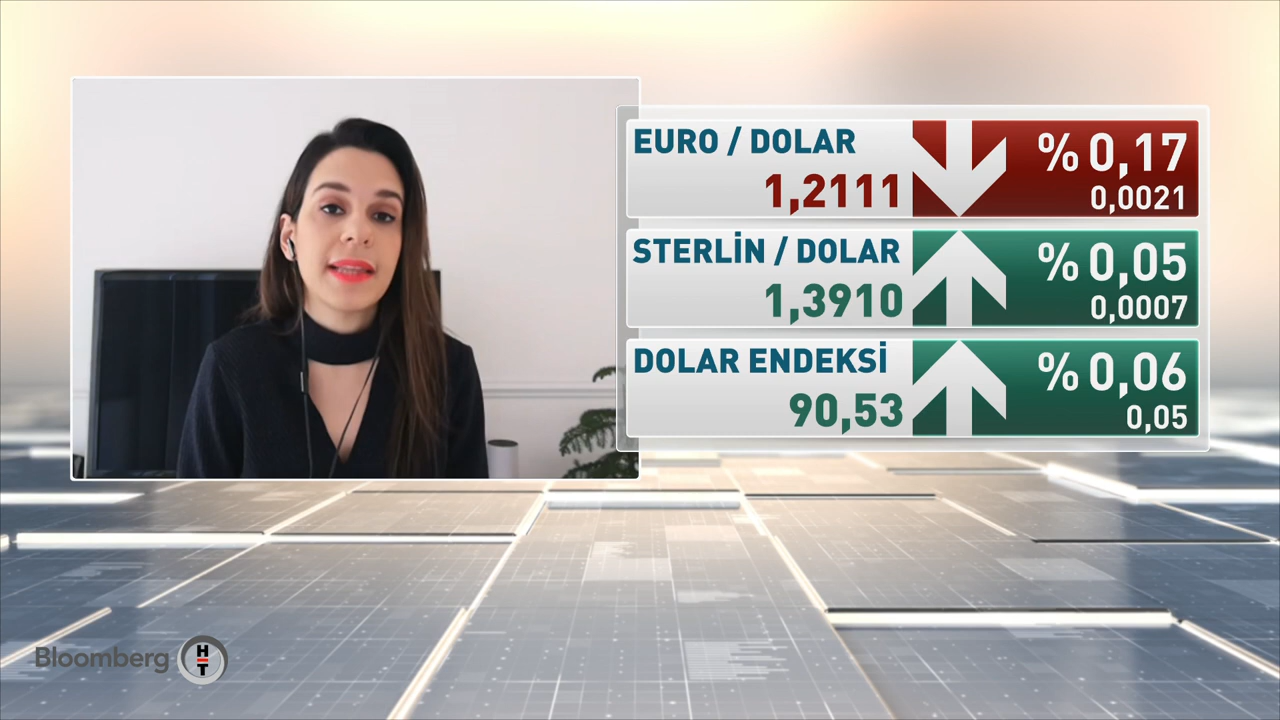 EURO / DOLAR
1,2111
% 0,17
0,0021
STERLİN / DOLAR
1,3910
% 0,05
0,0007
DOLAR ENDEKSİ
90,53
% 0,06
0,05
Bloomberg HT